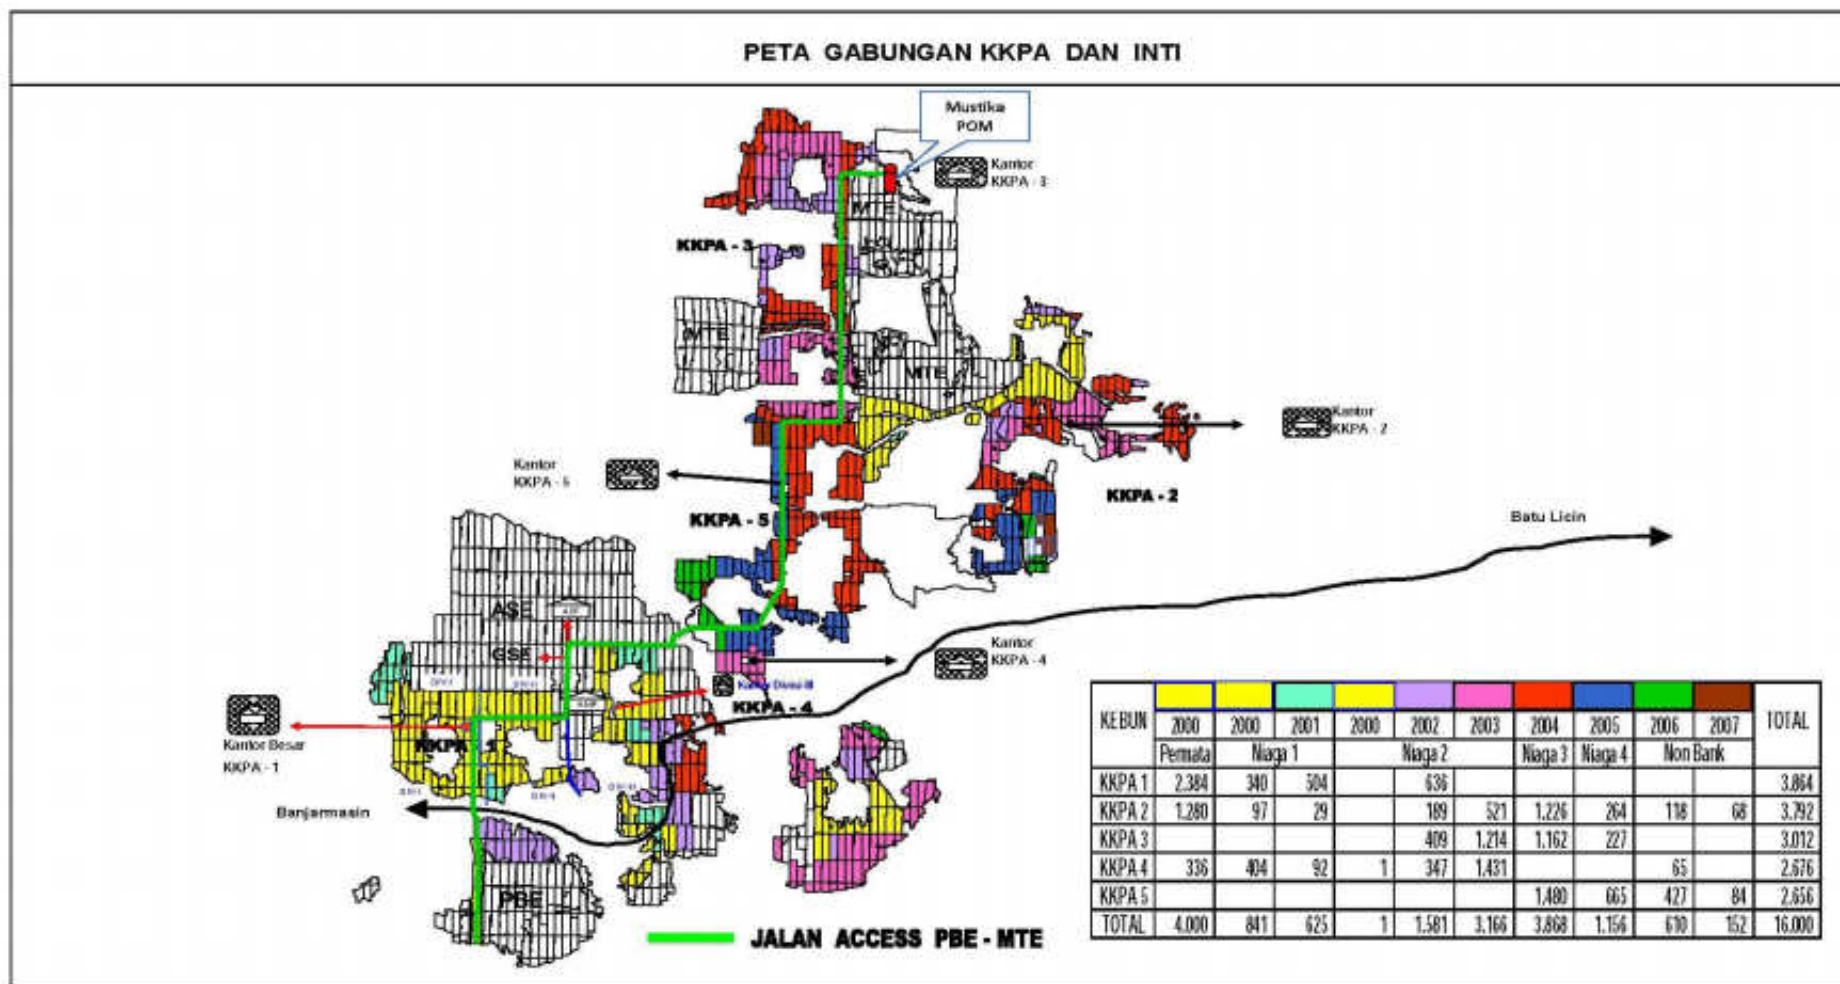 PETA GABUNGAN KKPA DAN INTI
Mustika
POM
Kantor
KKPA - 3
M T E
KKPA - 3
MTE
MTE
Kantor
KKPA - 2
Kantor
KKPA - 5
KKPA - 2
KKPA - 5
Batu Licin
ASE
GSE
Kantor
KKPA - 4
Kantor Divisi III
KKPA - 4
Kantor Besar
KKPA - 1
KKPA - 1
Banjarmasin
PBE
JALAN ACCESS PBE - MTE
KEBUN 2000 2000 2001 2000 2002 2003 2004 2005 2006 2007 TOTAL
Permata Niaga 1 Niaga 2 Niaga 3 Niaga 4 Non Bank
KKPA 1 2.384 340 504 636 3.864
KKPA 2 1.280 97 29 189 521 1.226 264 118 68 3.792
KKPA 3 409 1.214 1.162 227 3.012
KKPA 4 336 404 92 1 347 1.431 65 2.676
KKPA 5 1.480 665 427 84 2.656
TOTAL 4.000 841 625 1 1.581 3.166 3.868 1.156 610 152 16.000